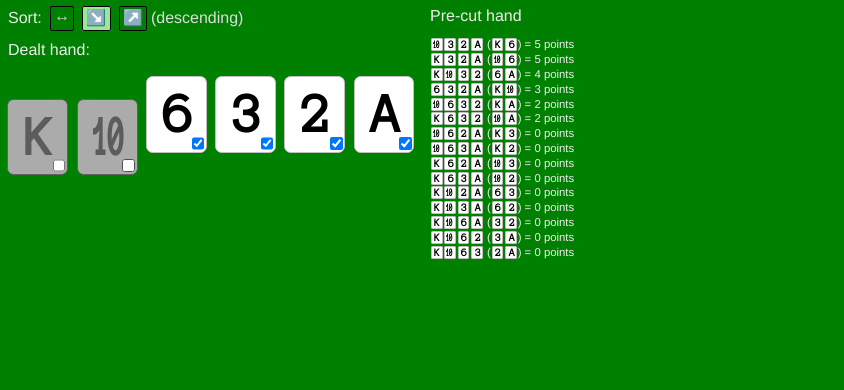 Sort: ↔ ↘ ↗ (descending)
Dealt hand:
K 10 6 3 2 A
Pre-cut hand
10 3 2 A (K 6) = 5 points
K 3 2 A (10 6) = 5 points
K 10 3 2 (6 A) = 4 points
6 3 2 A (K 10) = 3 points
10 6 3 2 (K A) = 2 points
K 6 3 2 (10 A) = 2 points
10 6 2 A (K 3) = 0 points
10 6 3 A (K 2) = 0 points
K 6 2 A (10 3) = 0 points
K 6 3 A (10 2) = 0 points
K 10 2 A (6 3) = 0 points
K 10 3 A (6 2) = 0 points
K 10 6 A (3 2) = 0 points
K 10 6 2 (3 A) = 0 points
K 10 6 3 (2 A) = 0 points